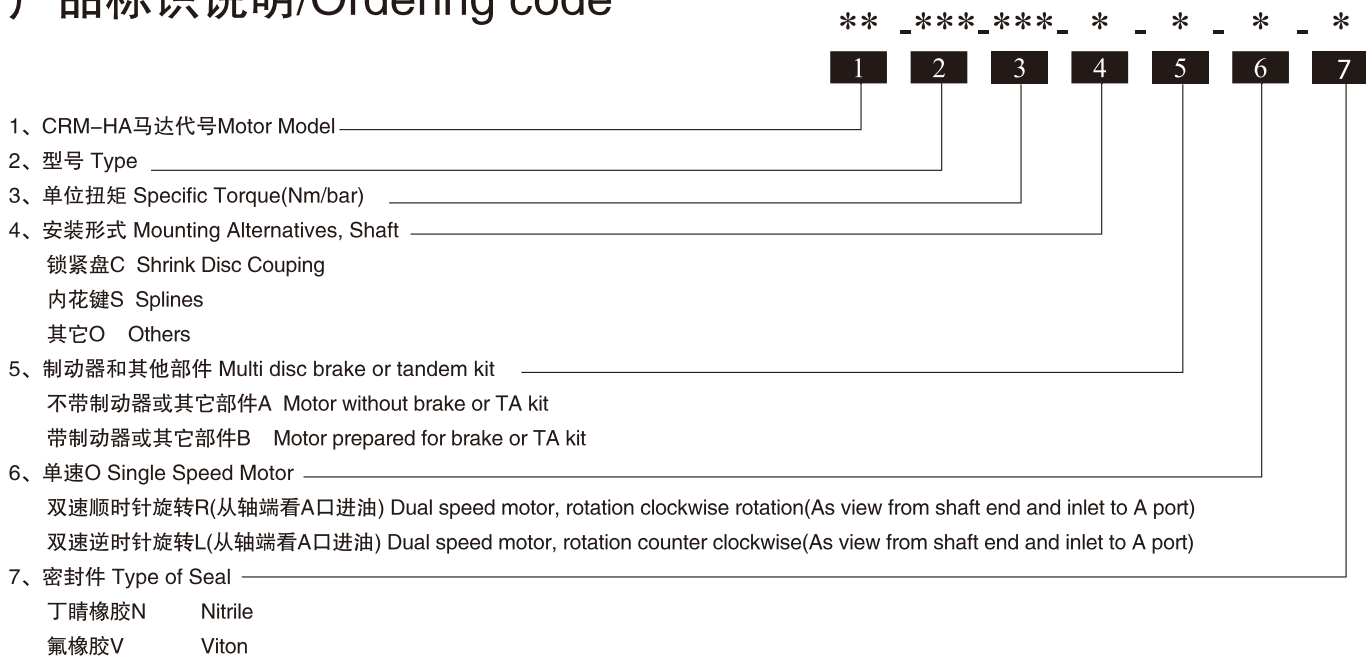 产品标识说明/Ordering code
** -***-***- * - * - * - *
1 2 3 4 5 6 7
1、CRM-HA马达代号Motor Model
2、型号 Type
3、单位扭矩 Specific Torque(Nm/bar)
4、安装形式 Mounting Alternatives, Shaft
锁紧盘C Shrink Disc Couping
内花键S Splines
其它O Others
5、制动器和其他部件 Multi disc brake or tandem kit
不带制动器或其它部件A Motor without brake or TA kit
带制动器或其它部件B Motor prepared for brake or TA kit
6、单速O Single Speed Motor
双速顺时针旋转R(从轴端看A口进油) Dual speed motor, rotation clockwise rotation(As view from shaft end and inlet to A port)
双速逆时针旋转L(从轴端看A口进油) Dual speed motor, rotation counter clockwise(As view from shaft end and inlet to A port)
7、密封件 Type of Seal
丁睛橡胶N Nitrile
氟橡胶V Viton